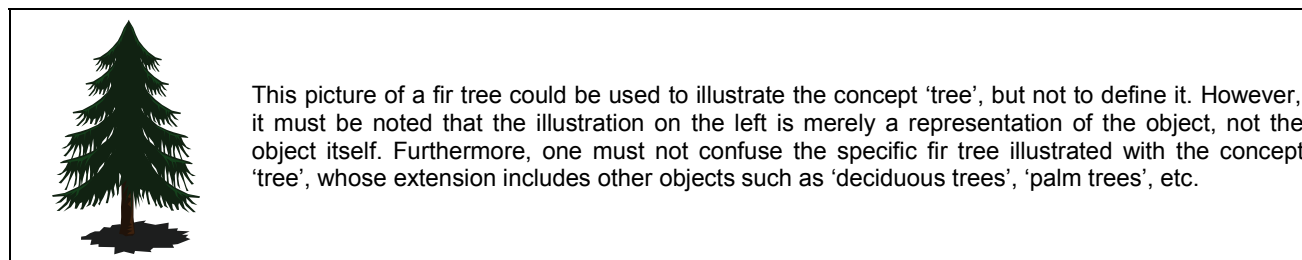 This picture of a fir tree could be used to illustrate the concept ‘tree’, but not to define it. However,
it must be noted that the illustration on the left is merely a representation of the object, not the
object itself. Furthermore, one must not confuse the specific fir tree illustrated with the concept
‘tree’, whose extension includes other objects such as ‘deciduous trees’, ‘palm trees’, etc.